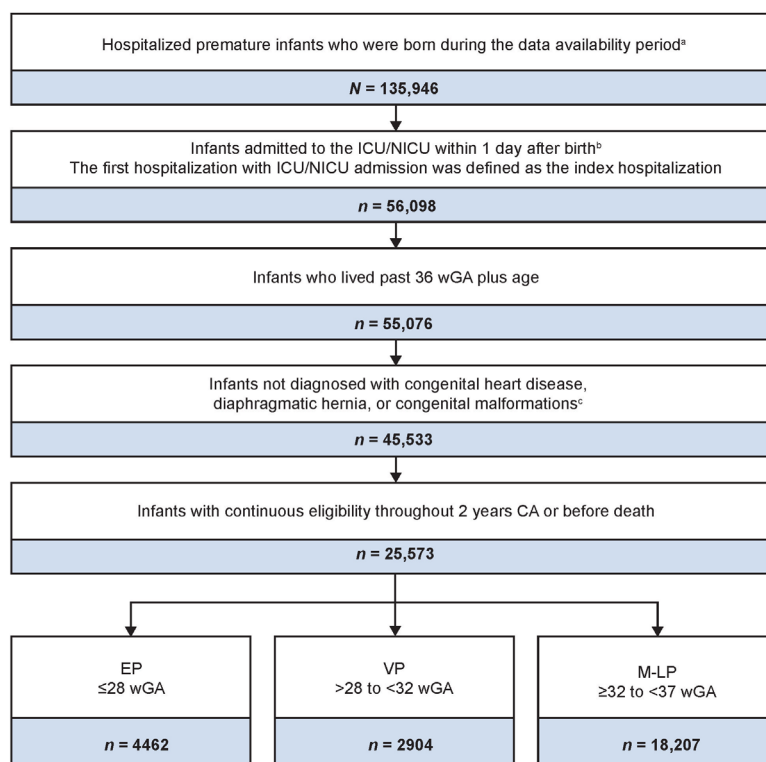 Hospitalized premature infants who were born during the data availability periodᵃ
N = 135,946
Infants admitted to the ICU/NICU within 1 day after birthᵇ
The first hospitalization with ICU/NICU admission was defined as the index hospitalization
n = 56,098
Infants who lived past 36 wGA plus age
n = 55,076
Infants not diagnosed with congenital heart disease,
diaphragmatic hernia, or congenital malformationsᶜ
n = 45,533
Infants with continuous eligibility throughout 2 years CA or before death
n = 25,573
EP
≤28 wGA
n = 4462
VP
>28 to <32 wGA
n = 2904
M-LP
≥32 to <37 wGA
n = 18,207